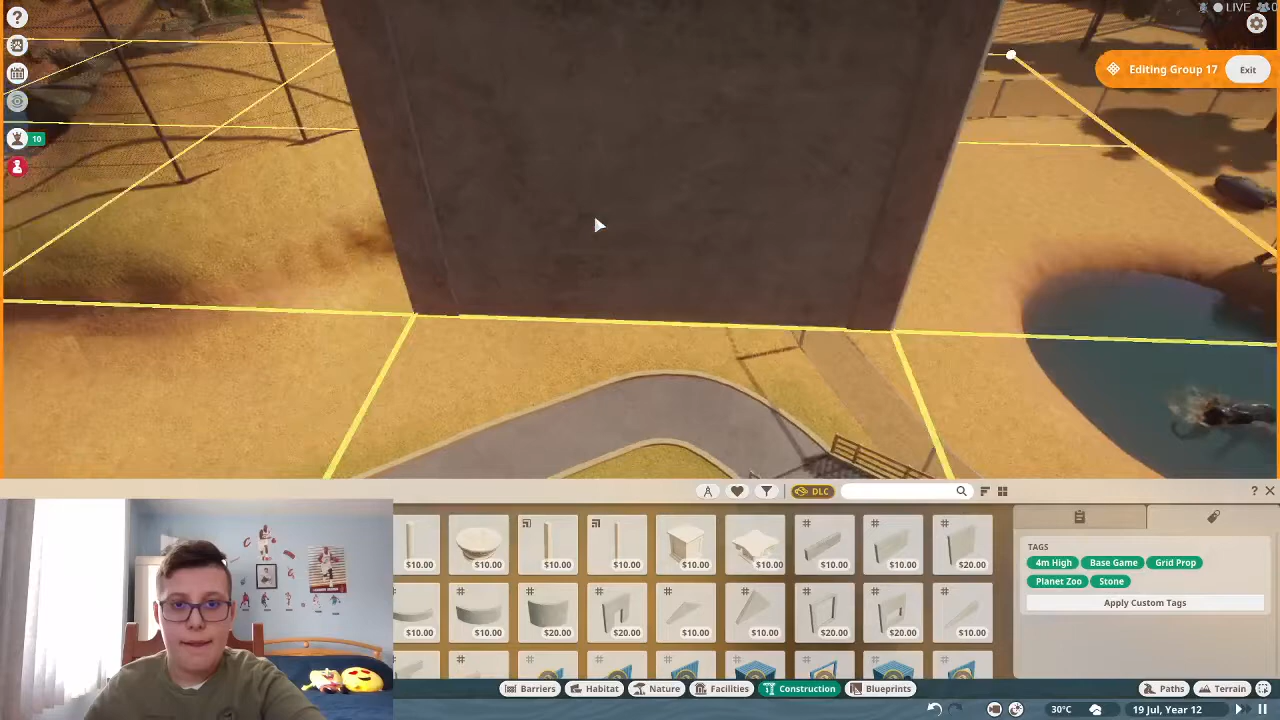 LIVE
Editing Group 17
Exit
10
DLC
$10.00 $10.00 $10.00 $10.00 $10.00 $10.00 $10.00 $10.00 $20.00
$10.00 $10.00 $20.00 $20.00 $10.00 $10.00 $20.00 $20.00 $10.00
TAGS
4m High Base Game Grid Prop
Planet Zoo Stone
Apply Custom Tags
Barriers Habitat Nature Facilities Construction Blueprints Paths Terrain
30°C 19 Jul, Year 12